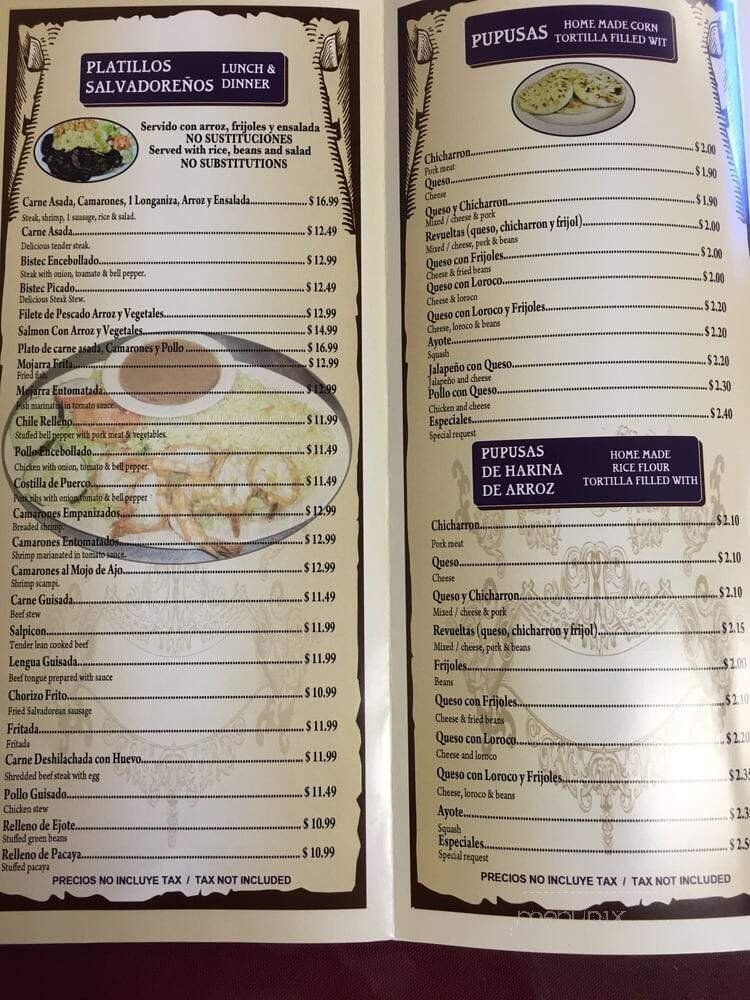 PLATILLOS SALVADOREÑOS
LUNCH & DINNER
Servido con arroz, frijoles y ensalada
NO SUSTITUCIONES
Served with rice, beans and salad
NO SUBSTITUTIONS
Carne Asada, Camarones, 1 Longaniza, Arroz y Ensalada $ 16.99
Steak, shrimp, 1 sausage, rice & salad.
Carne Asada $ 12.49
Delicious tender steak.
Bistec Encebollado $ 12.99
Steak with onion, toamato & bell pepper.
Bistec Picado $ 12.49
Delicious Steak Stew.
Filete de Pescado Arroz y Vegetales $ 12.99
Salmon Con Arroz y Vegetales $ 14.99
Plato de carne asada, Camarones y Pollo $ 16.99
Mojarra Frita $ 12.99
Fried fish.
Mojarra Entomatada $ 12.99
Fish marinated in tomato sauce.
Chile Relleno $ 11.99
Stuffed bell pepper with pork meat & vegetables.
Pollo Encebollado $ 11.49
Chicken with onion, tomato & bell pepper.
Costilla de Puerco $ 11.49
Pork ribs with onion tomato & bell pepper
Camarones Empanizados $ 12.99
Breaded shrimp.
Camarones Entomatados $ 12.99
Shrimp marianated in tomato sauce.
Camarones al Mojo de Ajo $ 12.99
Shrimp scampi.
Carne Guisada $ 11.49
Beef stew
Salpicon $ 11.99
Tender lean cooked beef
Lengua Guisada $ 11.99
Beef tongue prepared with sauce
Chorizo Frito $ 10.99
Fried Salvadorean sausage
Fritada $ 11.99
Fritada
Carne Deshilachada con Huevo $ 11.99
Shredded beef steak with egg
Pollo Guisado $ 11.49
Chicken stew
Relleno de Ejote $ 10.99
Stuffed green beans
Relleno de Pacaya $ 10.99
Stuffed pacaya
PRECIOS NO INCLUYE TAX / TAX NOT INCLUDED
PUPUSAS
HOME MADE CORN
TORTILLA FILLED WIT
Chicharron $ 2.00
Pork meat
Queso $ 1.90
Cheese
Queso y Chicharron $ 1.90
Mixed / cheese & pork
Revueltas (queso, chicharron y frijol) $ 2.00
Mixed / cheese, pork & beans
Queso con Frijoles $ 2.00
Cheese & fried beans
Queso con Loroco $ 2.00
Cheese & loroco
Queso con Loroco y Frijoles $ 2.20
Cheese, loroco & beans
Ayote $ 2.20
Squash
Jalapeño con Queso $ 2.20
Jalapeño and cheese
Pollo con Queso $ 2.30
Chicken and cheese
Especiales $ 2.40
Special request
PUPUSAS
DE HARINA
DE ARROZ
HOME MADE
RICE FLOUR
TORTILLA FILLED WITH
Chicharron $ 2.10
Pork meat
Queso $ 2.10
Cheese
Queso y Chicharron $ 2.10
Mixed / cheese & pork
Revueltas (queso, chicharron y frijol) $ 2.15
Mixed / cheese, pork & beans
Frijoles $ 2.00
Beans
Queso con Frijoles $ 2.10
Cheese & fried beans
Queso con Loroco $ 2.20
Cheese and loroco
Queso con Loroco y Frijoles $ 2.35
Cheese, loroco & beans
Ayote $ 2.3
Squash
Especiales $ 2.5
Special request
PRECIOS NO INCLUYE TAX / TAX NOT INCLUDED
menupix